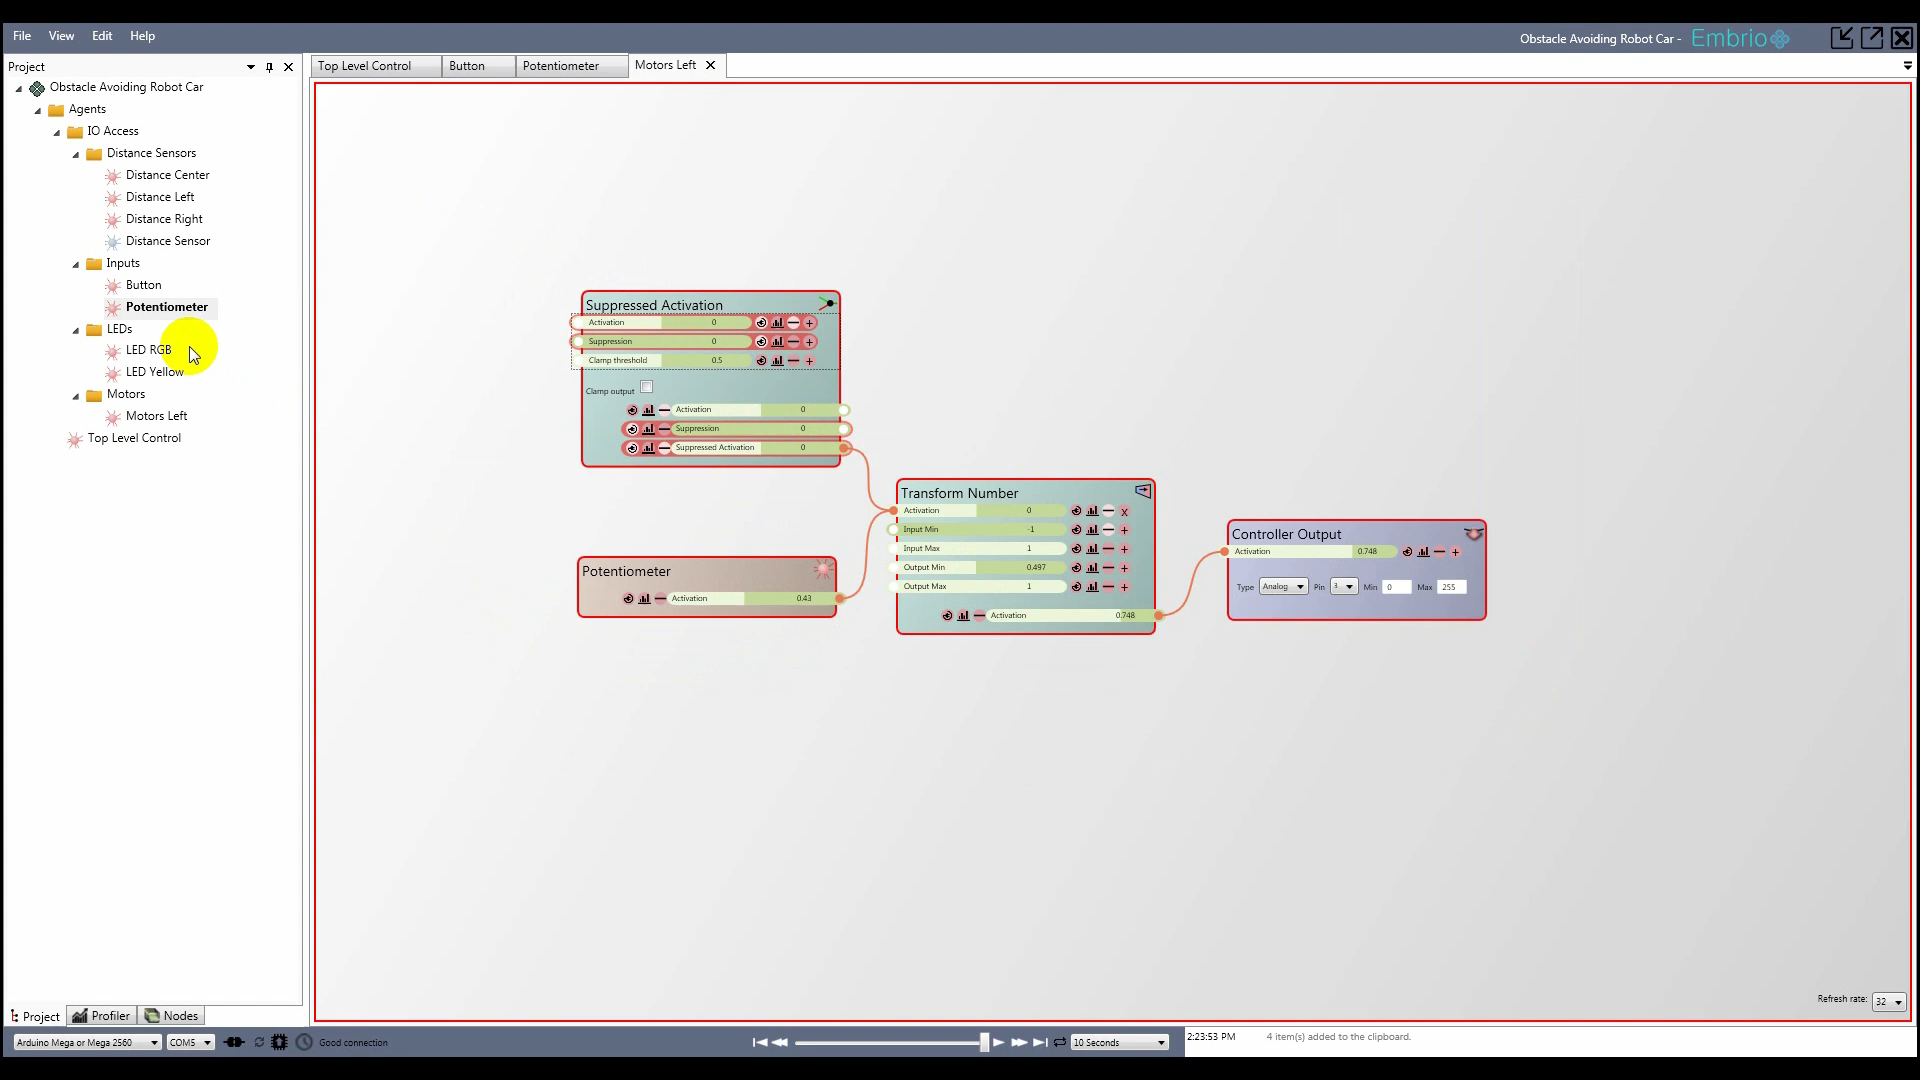 File View Edit Help
Obstacle Avoiding Robot Car - Embrio
Project
Top Level Control Button Potentiometer Motors Left
Obstacle Avoiding Robot Car
Agents
IO Access
Distance Sensors
Distance Center
Distance Left
Distance Right
Distance Sensor
Inputs
Button
Potentiometer
LEDs
LED RGB
LED Yellow
Motors
Motors Left
Top Level Control
Suppressed Activation
Activation 0
Suppression 0
Clamp threshold 0.5
Clamp output
Activation 0
Suppression 0
Suppressed Activation 0
Potentiometer
Activation 0.43
Transform Number
Activation 0
Input Min -1
Input Max 1
Output Min 0.497
Output Max 1
Activation 0.748
Controller Output
Activation 0.748
Type Analog Pin 3 Min 0 Max 255
Refresh rate: 32
Project Profiler Nodes
Arduino Mega or Mega 2560 COM5 Good connection 10 Seconds 2:23:53 PM 4 item(s) added to the clipboard.